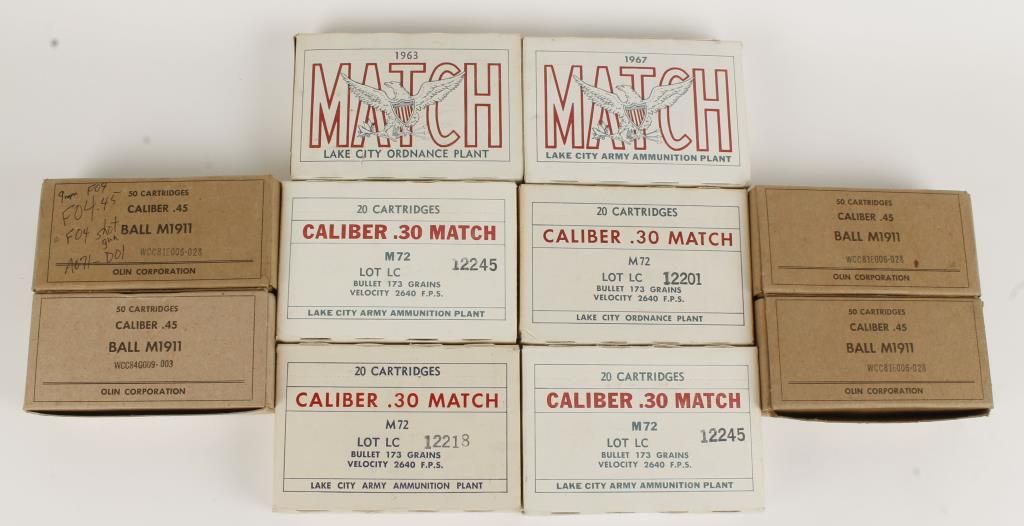 1963
MATCH
LAKE CITY ORDNANCE PLANT
1967
MATCH
LAKE CITY ARMY AMMUNITION PLANT
9mm F09
F04.45
F04 shot
gun
A071-D01
50 CARTRIDGES
CALIBER .45
BALL M1911
WCC81E006-028
OLIN CORPORATION
20 CARTRIDGES
CALIBER .30 MATCH
M72
LOT LC 12245
BULLET 173 GRAINS
VELOCITY 2640 F.P.S.
LAKE CITY ARMY AMMUNITION PLANT
20 CARTRIDGES
CALIBER .30 MATCH
M72
LOT LC 12201
BULLET 173 GRAINS
VELOCITY 2640 F.P.S.
LAKE CITY ORDNANCE PLANT
50 CARTRIDGES
CALIBER .45
BALL M1911
WCC81E006-028
OLIN CORPORATION
50 CARTRIDGES
CALIBER .45
BALL M1911
WCC84G009-003
OLIN CORPORATION
20 CARTRIDGES
CALIBER .30 MATCH
M72
LOT LC 12218
BULLET 173 GRAINS
VELOCITY 2640 F.P.S.
LAKE CITY ARMY AMMUNITION PLANT
20 CARTRIDGES
CALIBER .30 MATCH
M72
LOT LC 12245
BULLET 173 GRAINS
VELOCITY 2640 F.P.S.
LAKE CITY ARMY AMMUNITION PLANT
50 CARTRIDGES
CALIBER .45
BALL M1911
WCC81E006-028
OLIN CORPORATION